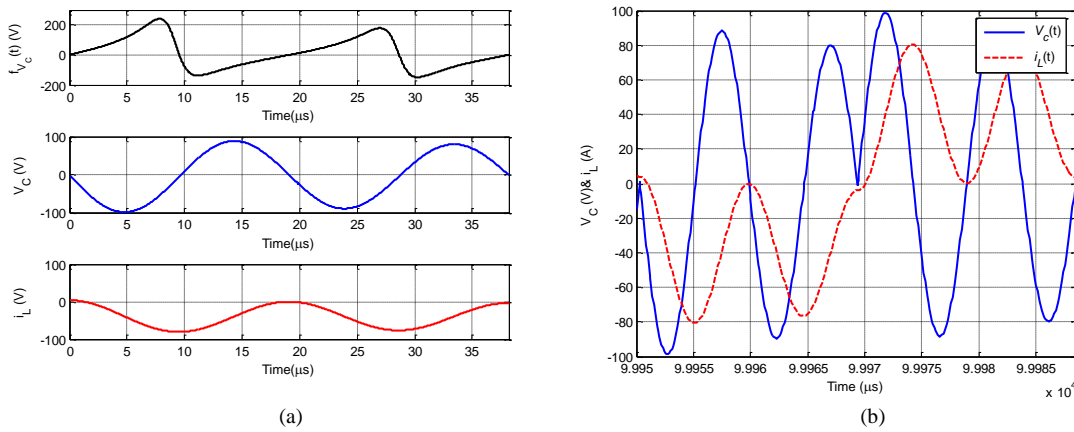 f_{V_c}(t) (V)
200
0
-200
0 5 10 15 20 25 30 35
Time(μs)
V_C (V)
100
0
-100
0 5 10 15 20 25 30 35
Time(μs)
i_L (V)
100
0
-100
0 5 10 15 20 25 30 35
Time(μs)
(a)
V_C (V)& i_L (A)
100
80
60
40
20
0
-20
-40
-60
-80
-100
9.995 9.9955 9.996 9.9965 9.997 9.9975 9.998 9.9985
Time (μs)
x 10^4
V_c(t)
i_L(t)
(b)